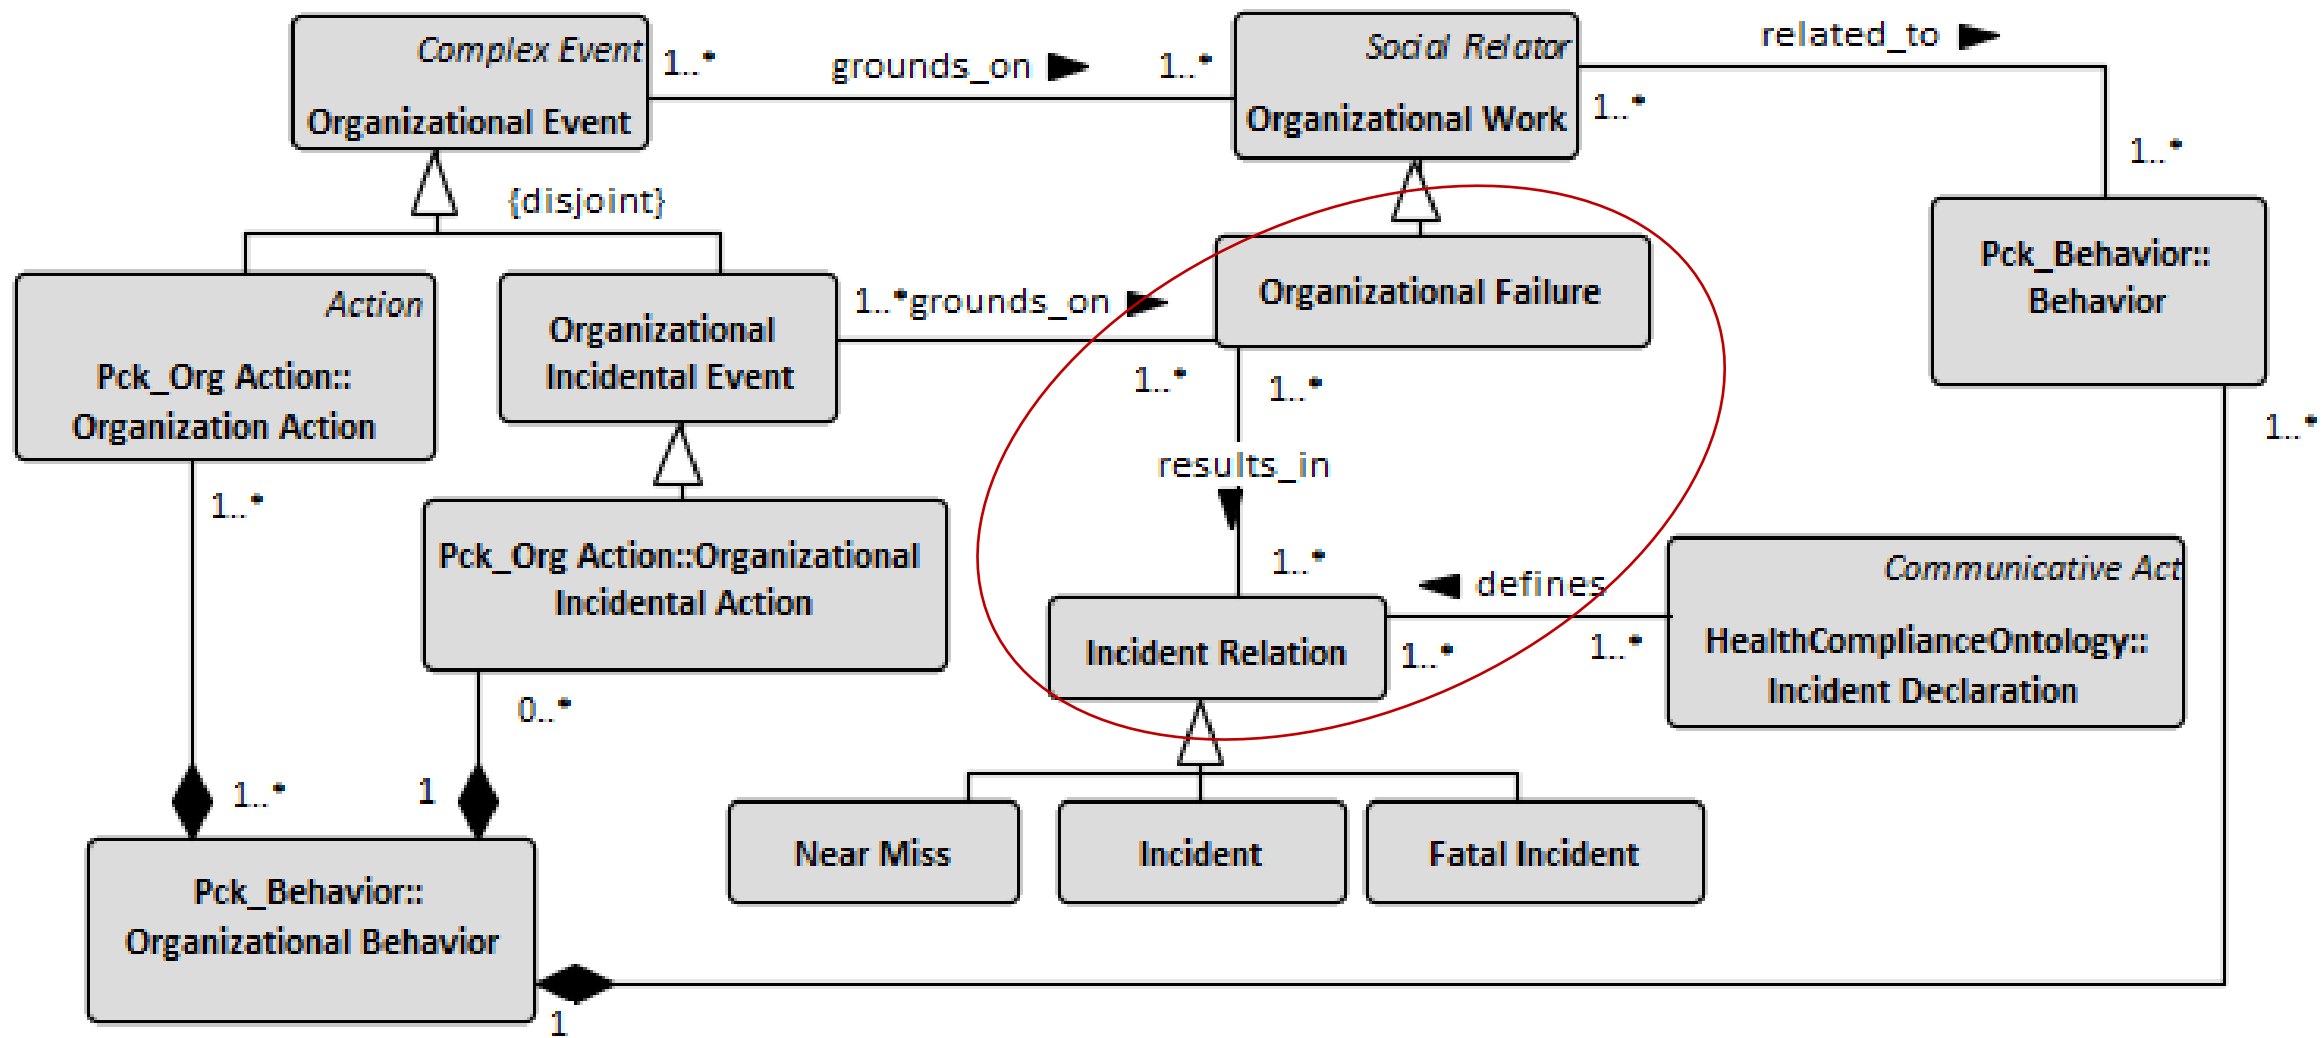 Complex Event
Organizational Event
1..*
grounds_on
1..*
Social Relator
Organizational Work
related_to
1..*
1..*
{disjoint}
Action
Pck_Org Action::
Organization Action
Organizational
Incidental Event
1..*
grounds_on
Organizational Failure
Pck_Behavior::
Behavior
1..*
1..*
1..*
1..*
results_in
Pck_Org Action::Organizational
Incidental Action
1..*
defines
Communicative Act
HealthComplianceOntology::
Incident Declaration
Incident Relation
1..*
1..*
0..*
1..*
1
Near Miss
Incident
Fatal Incident
Pck_Behavior::
Organizational Behavior
1